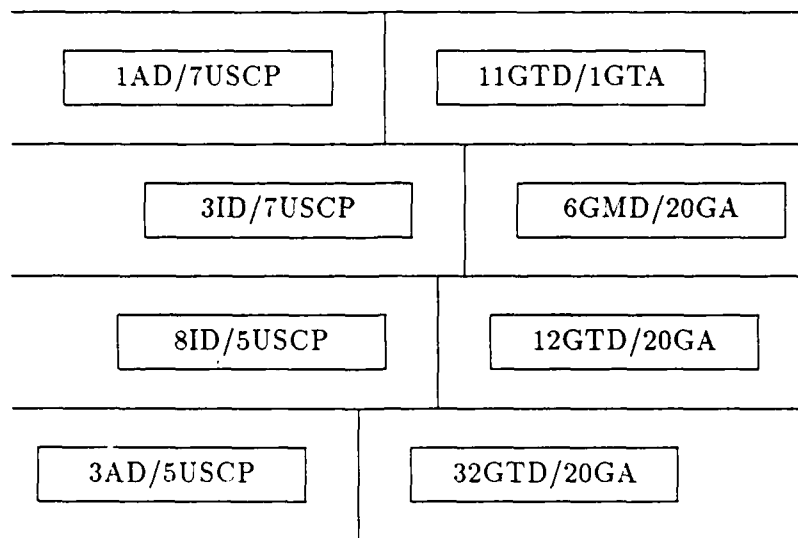 1AD/7USCP 11GTD/1GTA
3ID/7USCP 6GMD/20GA
8ID/5USCP 12GTD/20GA
3AD/5USCP 32GTD/20GA